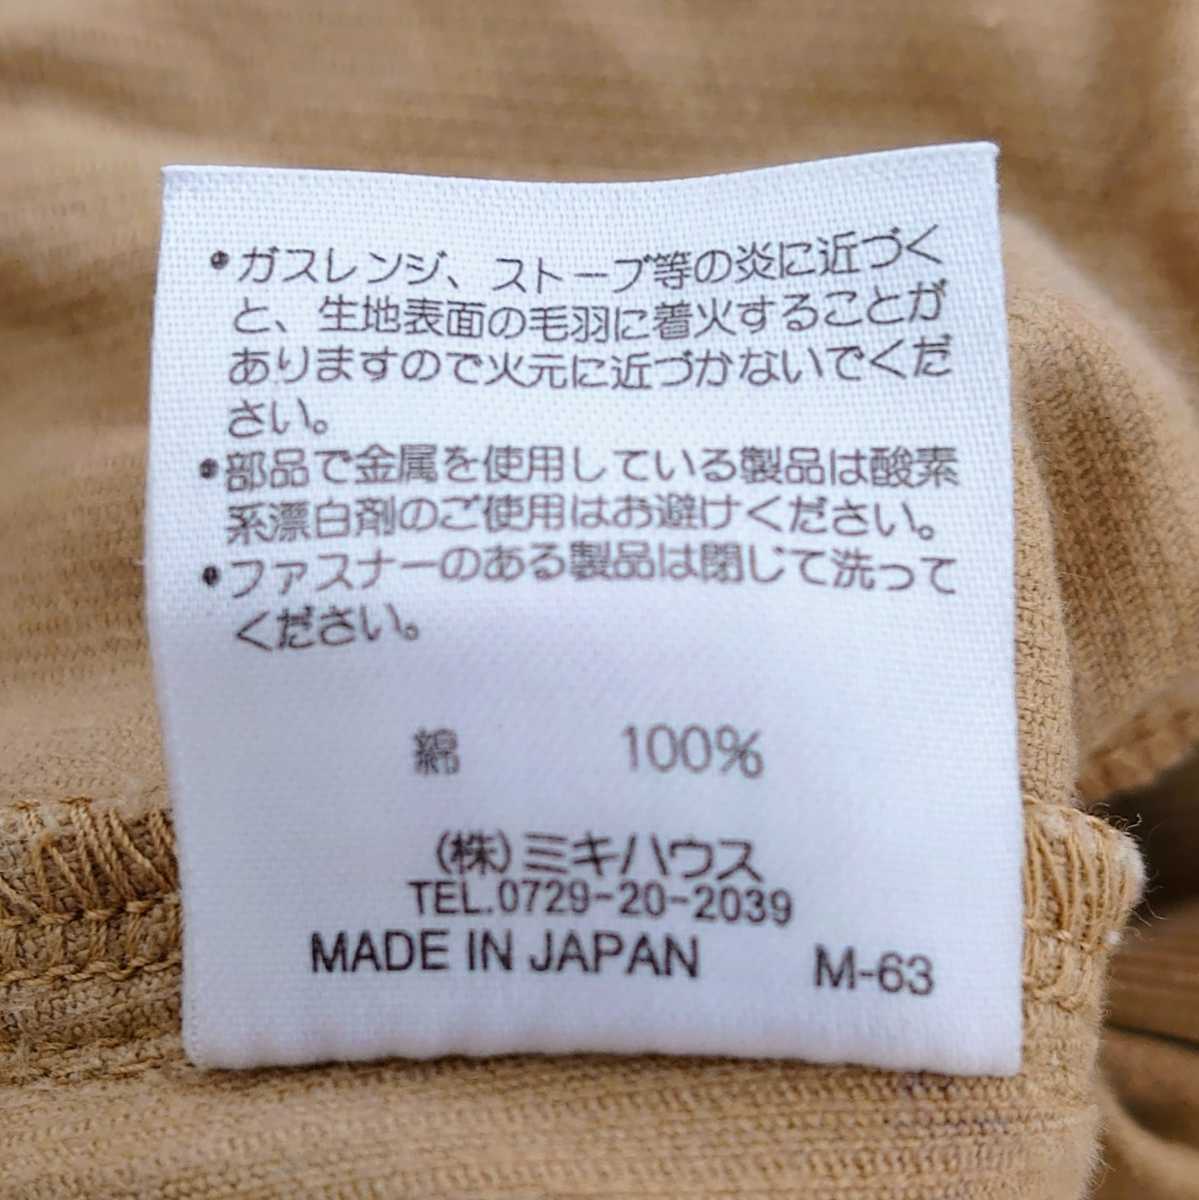 •ガスレンジ、ストーブ等の炎に近づく
と、生地表面の毛羽に着火することが
ありますので火元に近づかないでくだ
さい。
•部品で金属を使用している製品は酸素
系漂白剤のご使用はお避けください。
•ファスナーのある製品は閉じて洗って
ください。
綿 100%
(株)ミキハウス
TEL.0729-20-2039
MADE IN JAPAN M-63